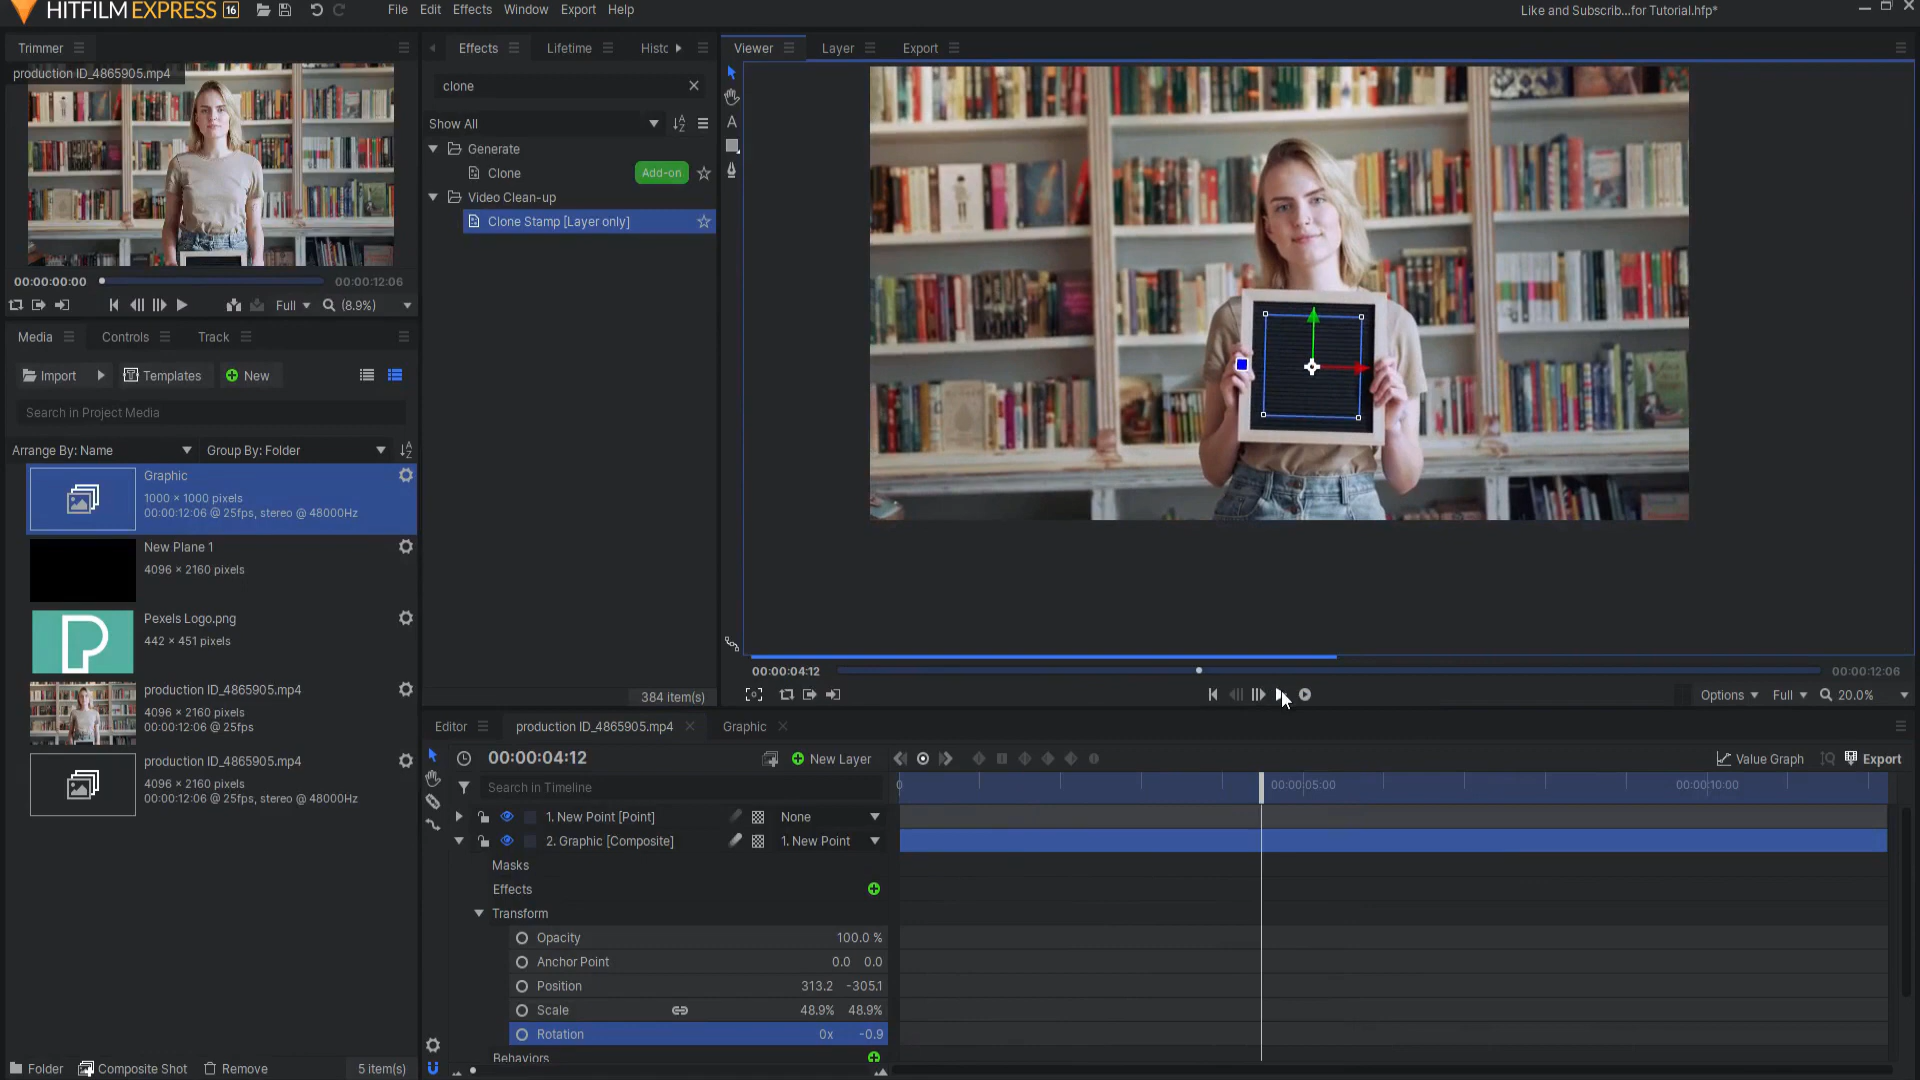 HITFILM EXPRESS 16
File Edit Effects Window Export Help
Like and Subscrib...for Tutorial.hfp*
Trimmer
production ID_4865905.mp4
00:00:00:00
00:00:12:06
Full
(8.9%)
Media
Controls
Track
Import
Templates
New
Search in Project Media
Arrange By: Name
Group By: Folder
Graphic
1000 × 1000 pixels
00:00:12:06 @ 25fps, stereo @ 48000Hz
New Plane 1
4096 × 2160 pixels
Pexels Logo.png
442 × 451 pixels
production ID_4865905.mp4
4096 × 2160 pixels
00:00:12:06 @ 25fps
production ID_4865905.mp4
4096 × 2160 pixels
00:00:12:06 @ 25fps, stereo @ 48000Hz
Folder
Composite Shot
Remove
5 item(s)
Effects
Lifetime
Histo
clone
Show All
Generate
Clone
Add-on
Video Clean-up
Clone Stamp [Layer only]
384 item(s)
Viewer
Layer
Export
A
00:00:04:12
00:00:12:06
Options
Full
20.0%
Editor
production ID_4865905.mp4
Graphic
00:00:04:12
New Layer
Value Graph
Export
Search in Timeline
0
00:00:05:00
00:00:10:00
1. New Point [Point]
None
2. Graphic [Composite]
1. New Point
Masks
Effects
Transform
Opacity
100.0 %
Anchor Point
0.0 0.0
Position
313.2 -305.1
Scale
48.9% 48.9%
Rotation
0x -0.9
Behaviors